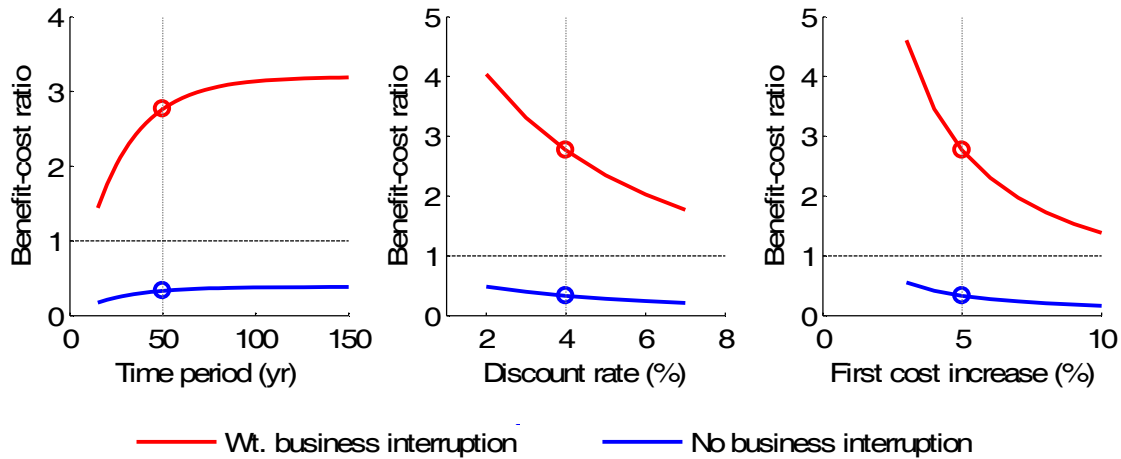 Benefit-cost ratio
4
3
2
1
0
0 50 100 150
Time period (yr)
Benefit-cost ratio
5
4
3
2
1
0
2 4 6 8
Discount rate (%)
Benefit-cost ratio
5
4
3
2
1
0
0 5 10
First cost increase (%)
Wt. business interruption
No business interruption